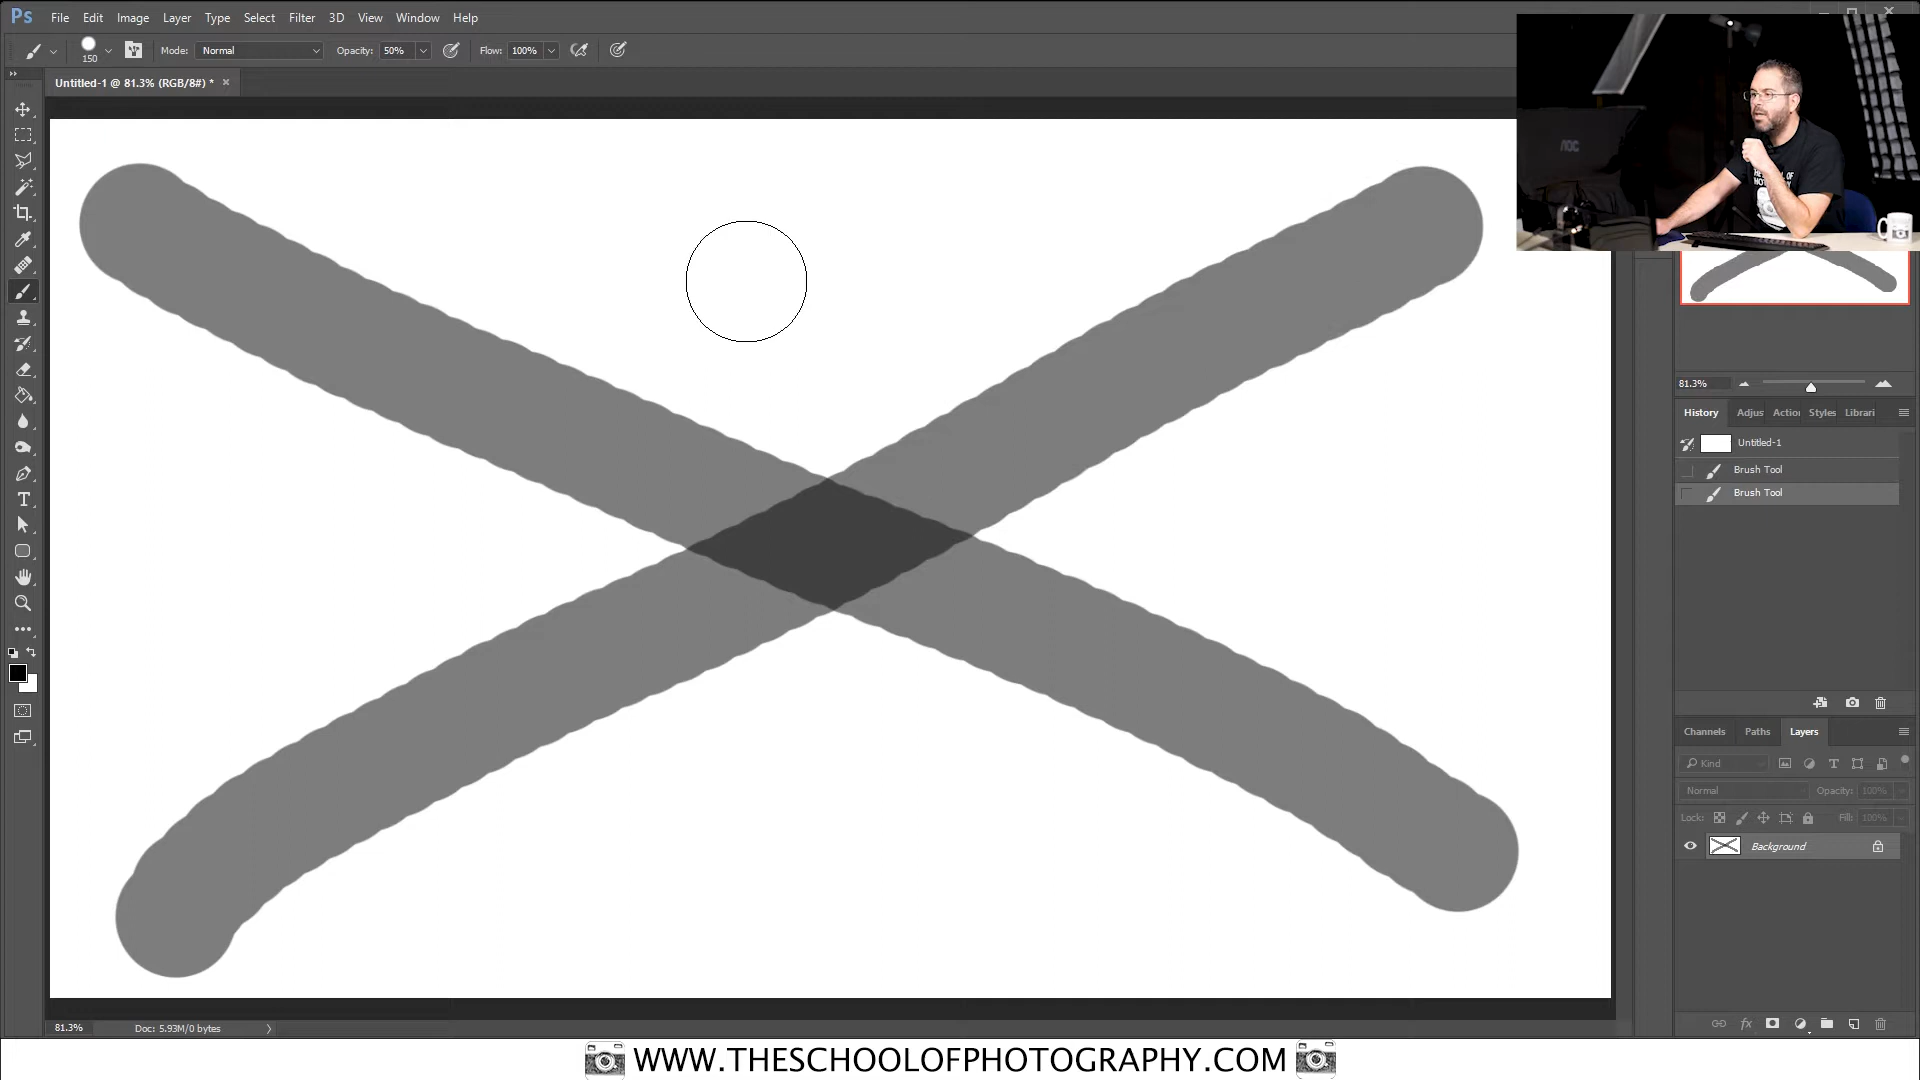 Ps File Edit Image Layer Type Select Filter 3D View Window Help
150 Mode: Normal Opacity: 50% Flow: 100%
Untitled-1 @ 81.3% (RGB/8#) *
AOC
81.3%
History Adjus Action Styles Librari
Untitled-1
Brush Tool
Brush Tool
Channels Paths Layers
Kind
Normal Opacity: 100%
Lock: Fill: 100%
Background
fx
81.3% Doc: 5.93M/0 bytes
WWW.THESCHOOLOFPHOTOGRAPHY.COM